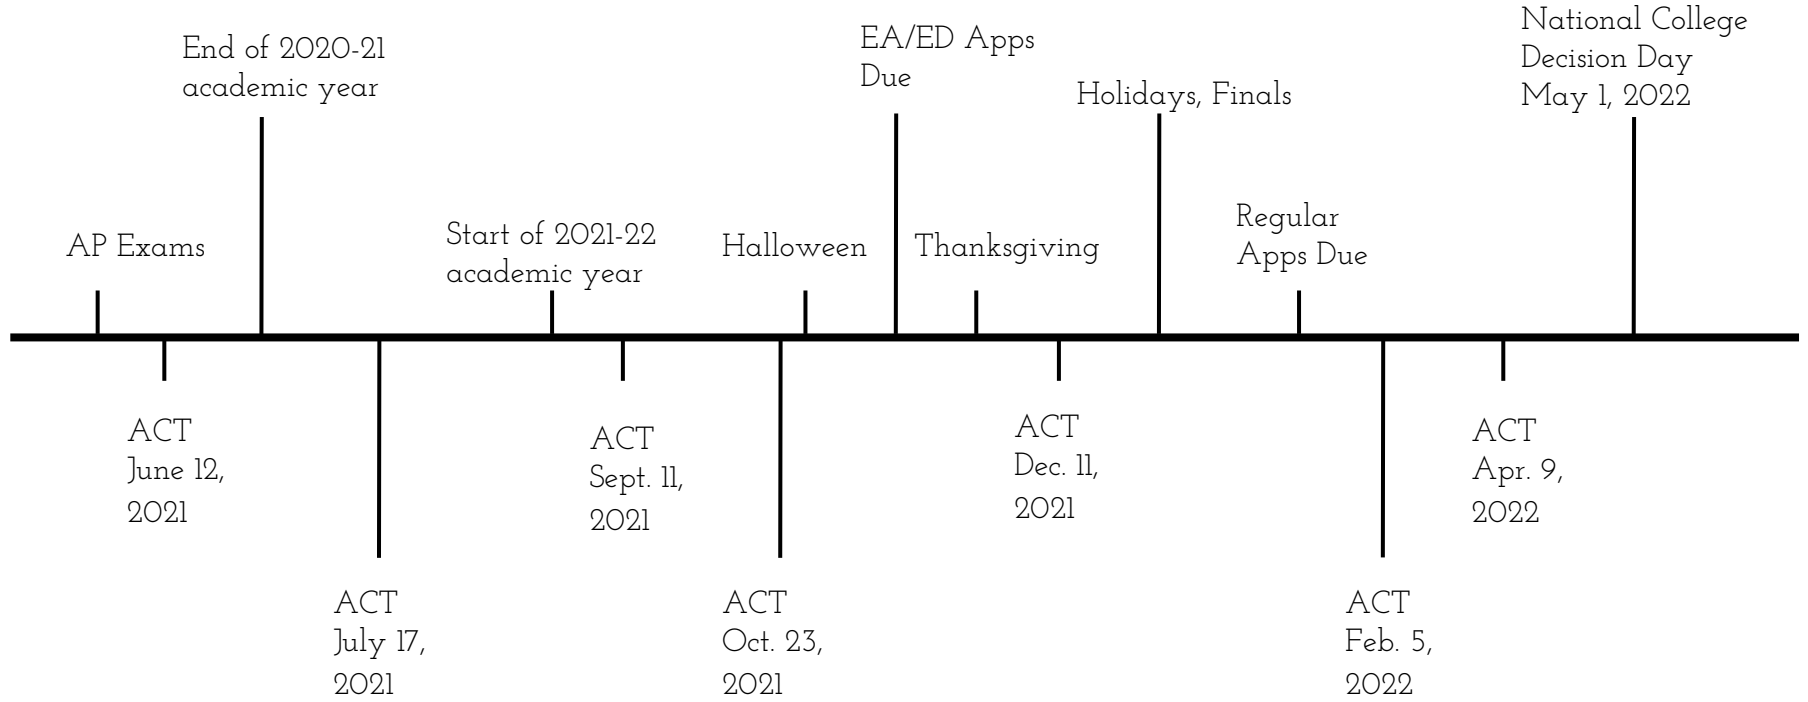 End of 2020-21
academic year
EA/ED Apps
Due
Holidays, Finals
National College
Decision Day
May 1, 2022
AP Exams
Start of 2021-22
academic year
Halloween
Thanksgiving
Regular
Apps Due
ACT
June 12,
2021
ACT
July 17,
2021
ACT
Sept. 11,
2021
ACT
Oct. 23,
2021
ACT
Dec. 11,
2021
ACT
Feb. 5,
2022
ACT
Apr. 9,
2022